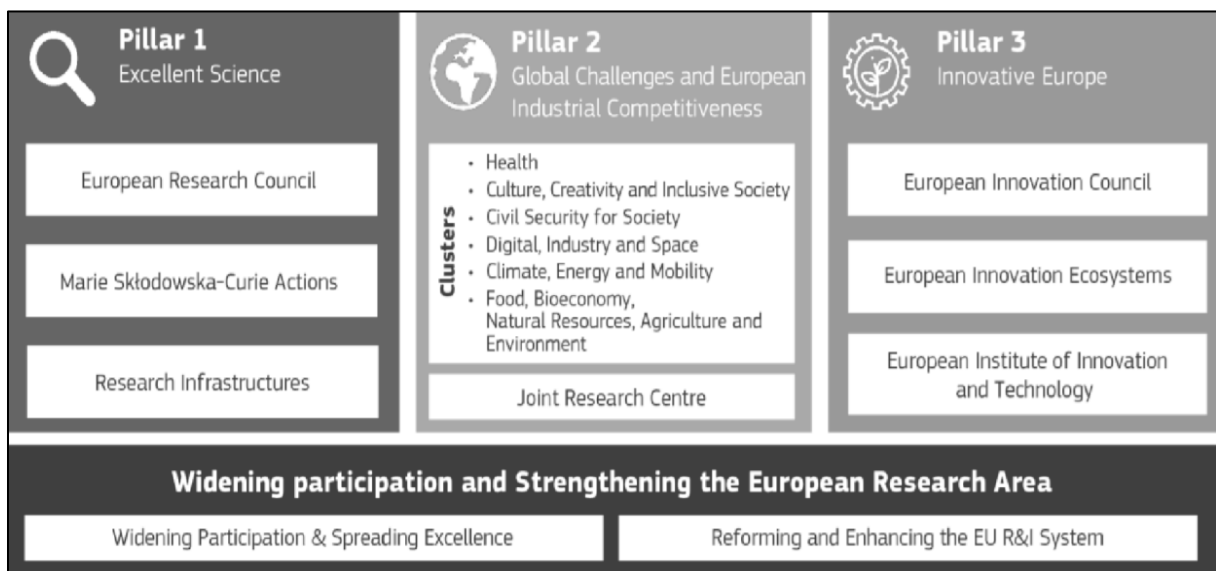 Pillar 1
Excellent Science
European Research Council
Marie Skłodowska-Curie Actions
Research Infrastructures
Pillar 2
Global Challenges and European
Industrial Competitiveness
Clusters
• Health
• Culture, Creativity and Inclusive Society
• Civil Security for Society
• Digital, Industry and Space
• Climate, Energy and Mobility
• Food, Bioeconomy,
Natural Resources, Agriculture and
Environment
Joint Research Centre
Pillar 3
Innovative Europe
European Innovation Council
European Innovation Ecosystems
European Institute of Innovation
and Technology
Widening participation and Strengthening the European Research Area
Widening Participation & Spreading Excellence
Reforming and Enhancing the EU R&I System